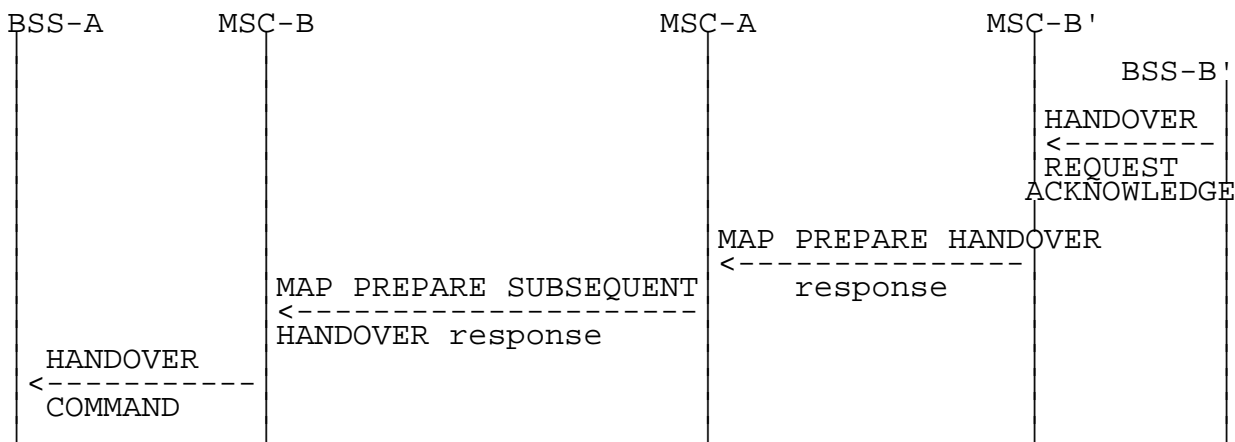 BSS-A MSC-B MSC-A MSC-B'
BSS-B'
HANDOVER
REQUEST
ACKNOWLEDGE
MAP PREPARE HANDOVER
response
MAP PREPARE SUBSEQUENT
HANDOVER response
HANDOVER
COMMAND